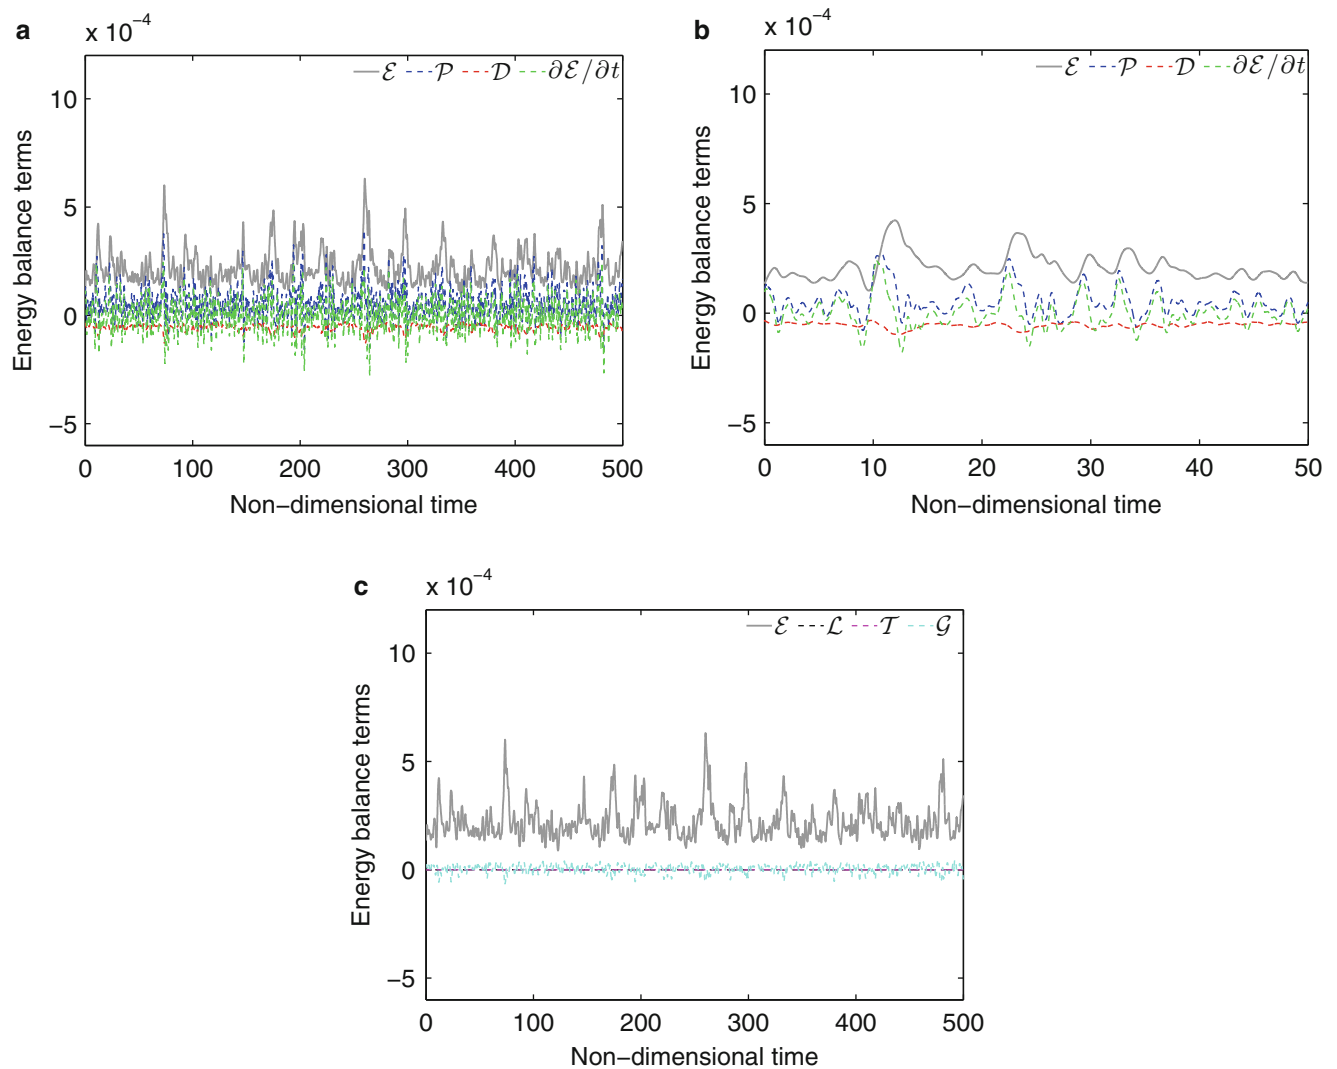 a
x 10⁻⁴
ℰ 𝒫 𝒟 ∂ℰ/∂t
10
5
0
−5
Energy balance terms
0 100 200 300 400 500
Non−dimensional time
b
x 10⁻⁴
ℰ 𝒫 𝒟 ∂ℰ/∂t
10
5
0
−5
Energy balance terms
0 10 20 30 40 50
Non−dimensional time
c
x 10⁻⁴
ℰ ℒ 𝒯 𝒢
10
5
0
−5
Energy balance terms
0 100 200 300 400 500
Non−dimensional time